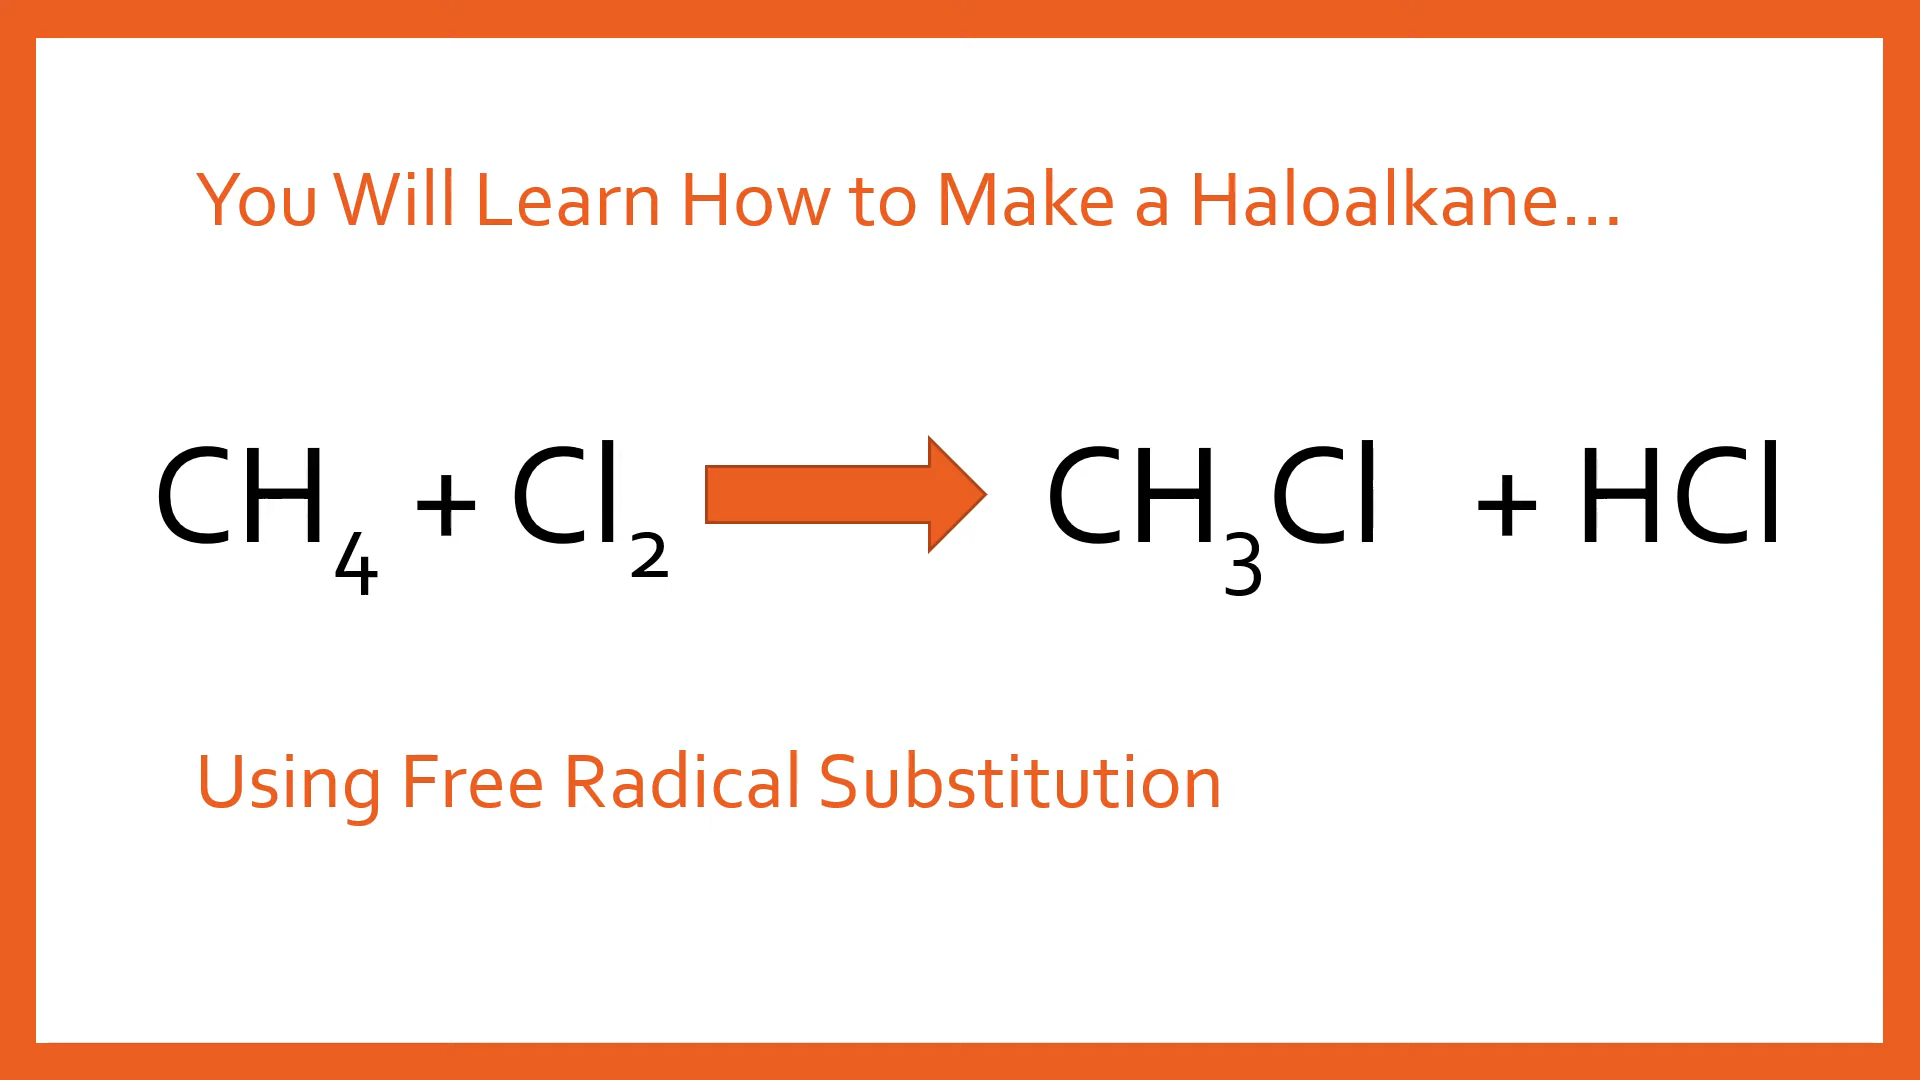 You Will Learn How to Make a Haloalkane...
CH₄ + Cl₂ CH₃Cl + HCl
Using Free Radical Substitution